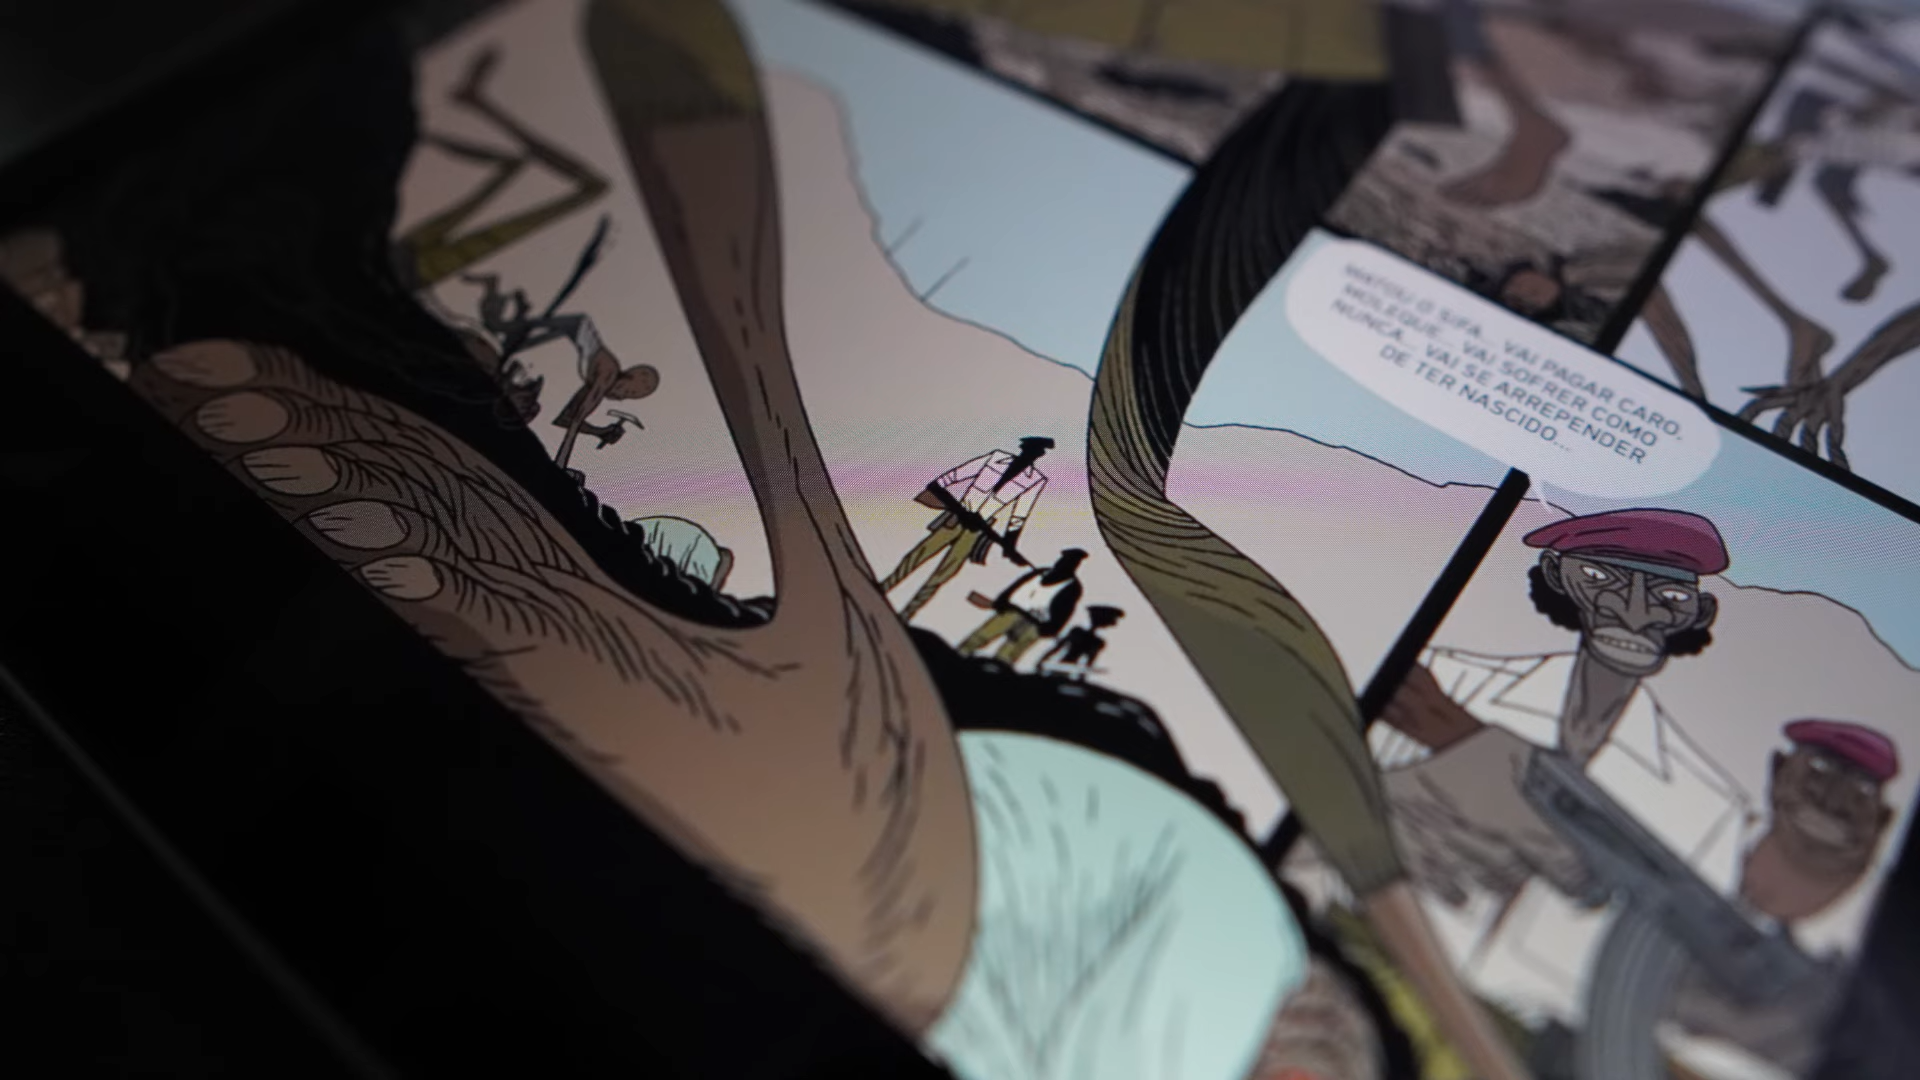 MATOU O SIFA... VAI PAGAR CARO.
MOLEQUE... VAI SOFRER COMO
NUNCA... VAI SE ARREPENDER
DE TER NASCIDO...